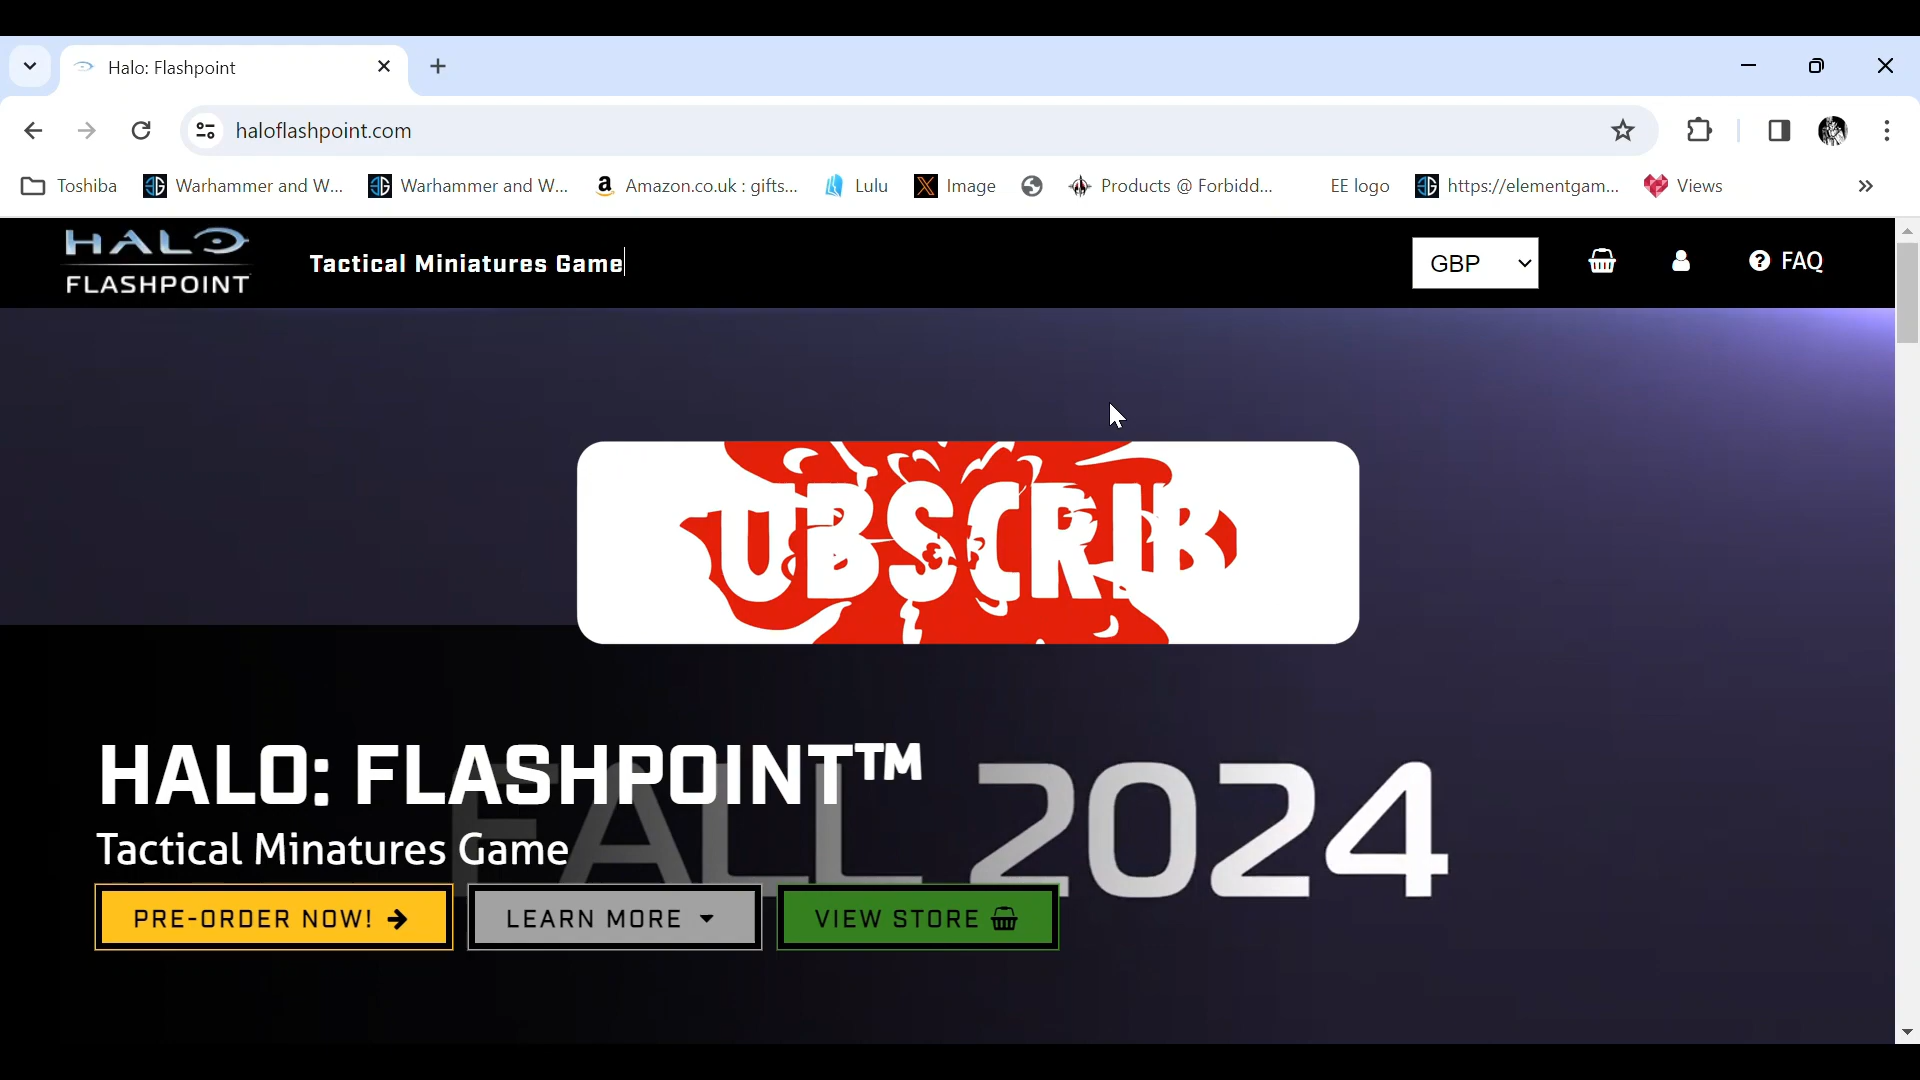 Halo: Flashpoint
haloflashpoint.com
Toshiba Warhammer and W... Warhammer and W... Amazon.co.uk : gifts... Lulu Image Products @ Forbidd... EE logo https://elementgam... Views
HALO
FLASHPOINT
Tactical Miniatures Game
GBP
FAQ
UBSCRIB
HALO: FLASHPOINT™
FALL 2024
Tactical Minatures Game
PRE-ORDER NOW!
LEARN MORE
VIEW STORE